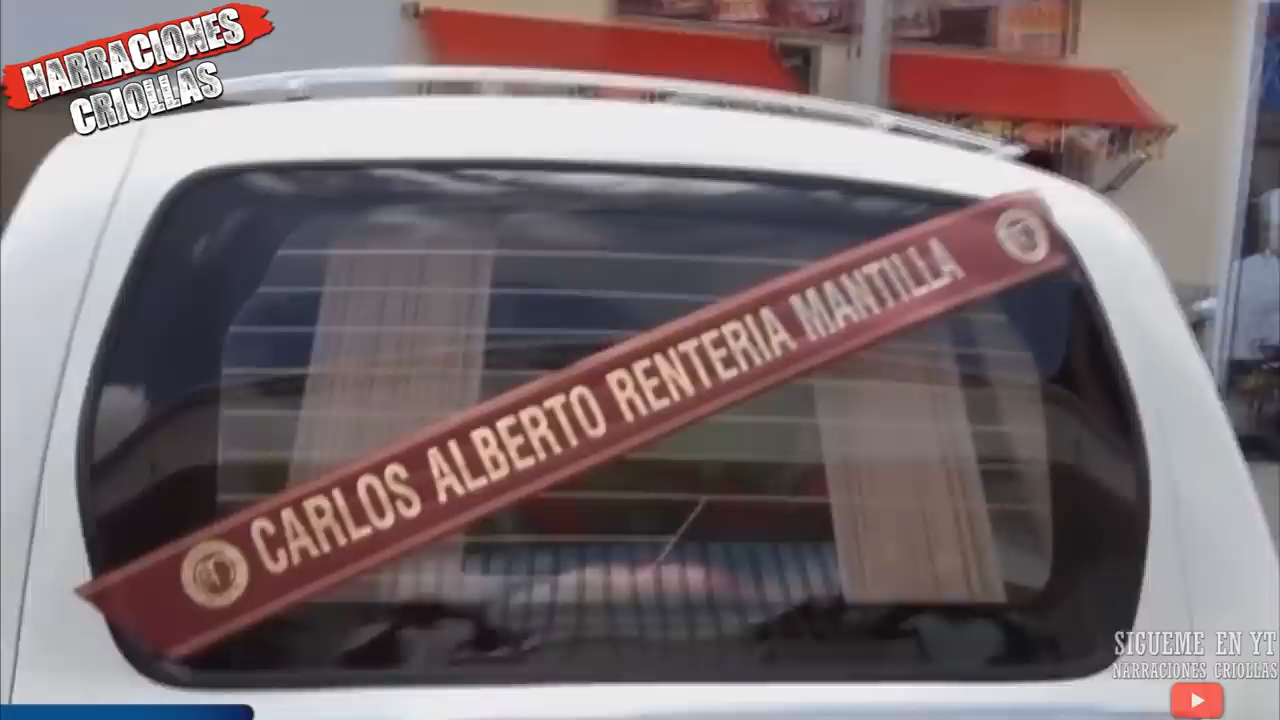 NARRACIONES
CRIOLLAS
CARLOS ALBERTO RENTERIA MANTILLA
SIGUEME EN YT
NARRACIONES CRIOLLAS